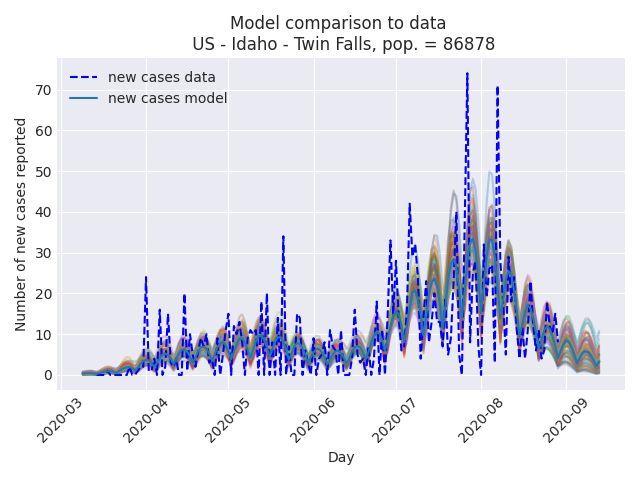 Model comparison to data
US - Idaho - Twin Falls, pop. = 86878
new cases data
new cases model
Number of new cases reported
70
60
50
40
30
20
10
0
2020-03
2020-04
2020-05
2020-06
2020-07
2020-08
2020-09
Day